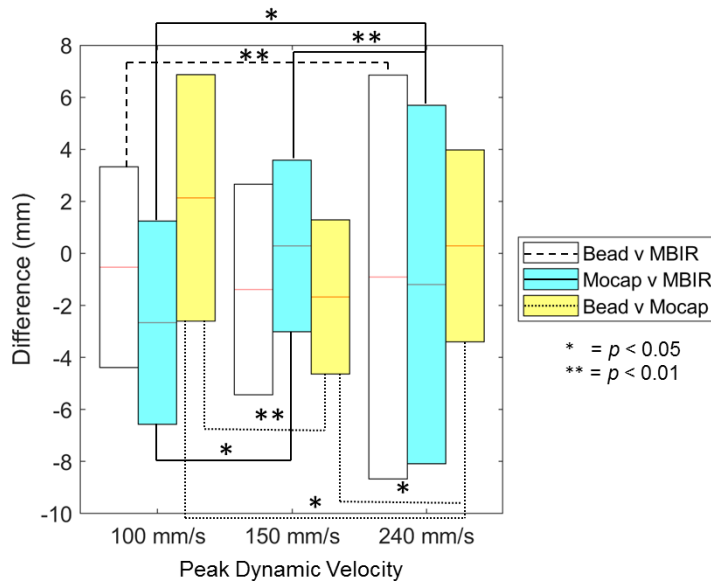 *
**
**
8
6
4
2
0
-2
-4
-6
-8
-10
Difference (mm)
**
*
*
*
100 mm/s 150 mm/s 240 mm/s
Peak Dynamic Velocity
Bead v MBIR
Mocap v MBIR
Bead v Mocap
* = p < 0.05
** = p < 0.01